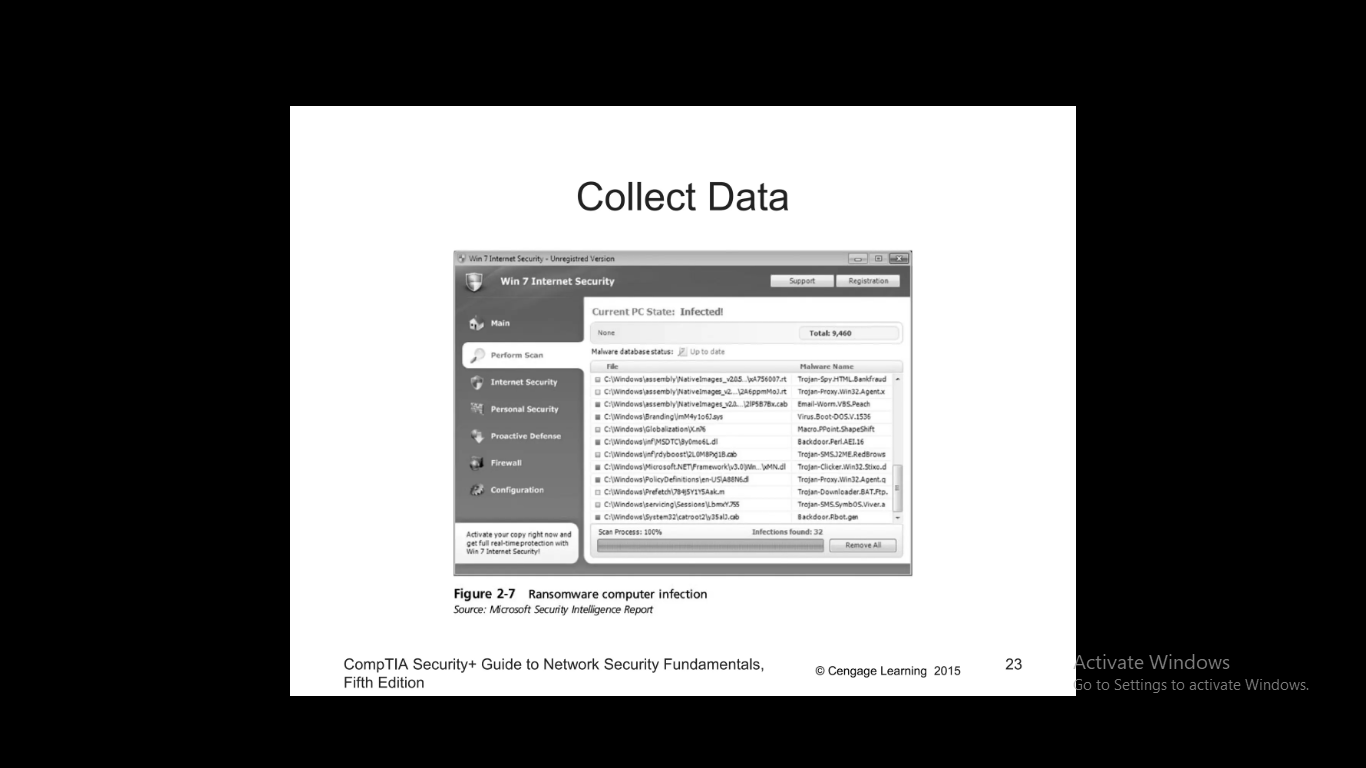 Collect Data
Win 7 Internet Security - Unregistred Version
Win 7 Internet Security
Support
Registration
Main
Perform Scan
Internet Security
Personal Security
Proactive Defense
Firewall
Configuration
Activate your copy right now and
get full real-time protection with
Win 7 Internet Security!
Current PC State: Infected!
None
Total: 9,460
Malware database status: Up to date
File Malware Name
Trojan-Spy.HTML.Bankfraud
Trojan-Proxy.Win32.Agent.x
Email-Worm.VBS.Peach
Virus.Boot-DOS.V.1536
C:\Windows\Globalization\X.n76 Macro.PPoint.ShapeShift
Backdoor.Perl.AEI.16
Trojan-SMS.J2ME.RedBrows
Trojan-Clicker.Win32.Stixo.d
Trojan-Proxy.Win32.Agent.q
Trojan-Downloader.BAT.Ftp.
Trojan-SMS.SymbOS.Viver.a
Backdoor.Rbot.gen
Scan Process: 100% Infections found: 32
Remove All
Figure 2-7 Ransomware computer infection
Source: Microsoft Security Intelligence Report
CompTIA Security+ Guide to Network Security Fundamentals,
Fifth Edition
© Cengage Learning 2015
23
Activate Windows
Go to Settings to activate Windows.